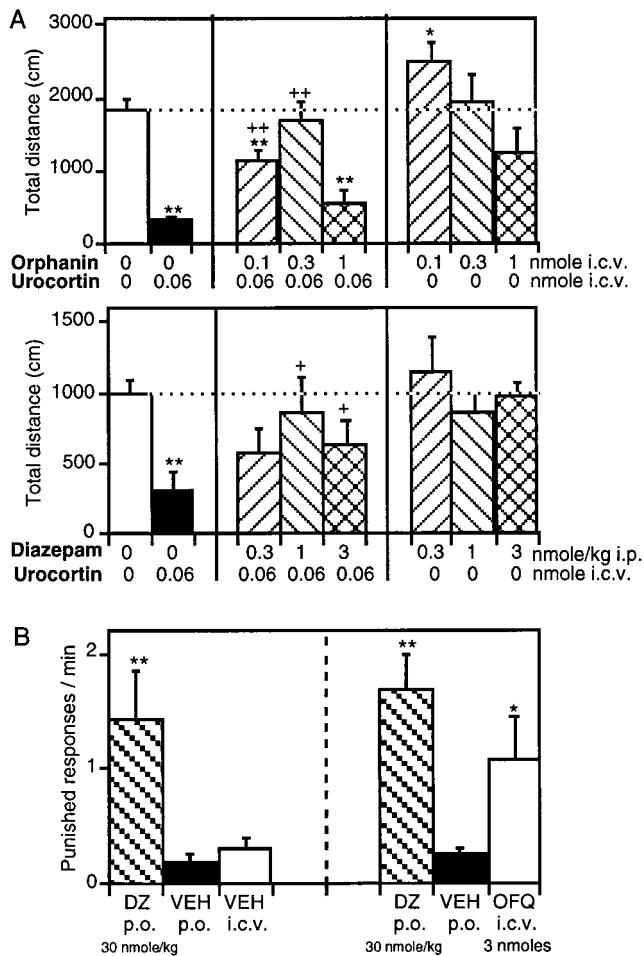 A
3000
2000
1000
0
Total distance (cm)
** ++ ** ++ ** *
Orphanin 0 0 0.1 0.3 1 0.1 0.3 1 nmole i.c.v.
Urocortin 0 0.06 0.06 0.06 0.06 0 0 0 nmole i.c.v.
1500
1000
500
0
Total distance (cm)
** + +
Diazepam 0 0 0.3 1 3 0.3 1 3 nmole/kg i.p.
Urocortin 0 0.06 0.06 0.06 0.06 0 0 0 nmole i.c.v.
B
2
1
0
Punished responses / min
** ** *
DZ VEH VEH DZ VEH OFQ
p.o. p.o. i.c.v. p.o. p.o. i.c.v.
30 nmole/kg 30 nmole/kg 3 nmoles